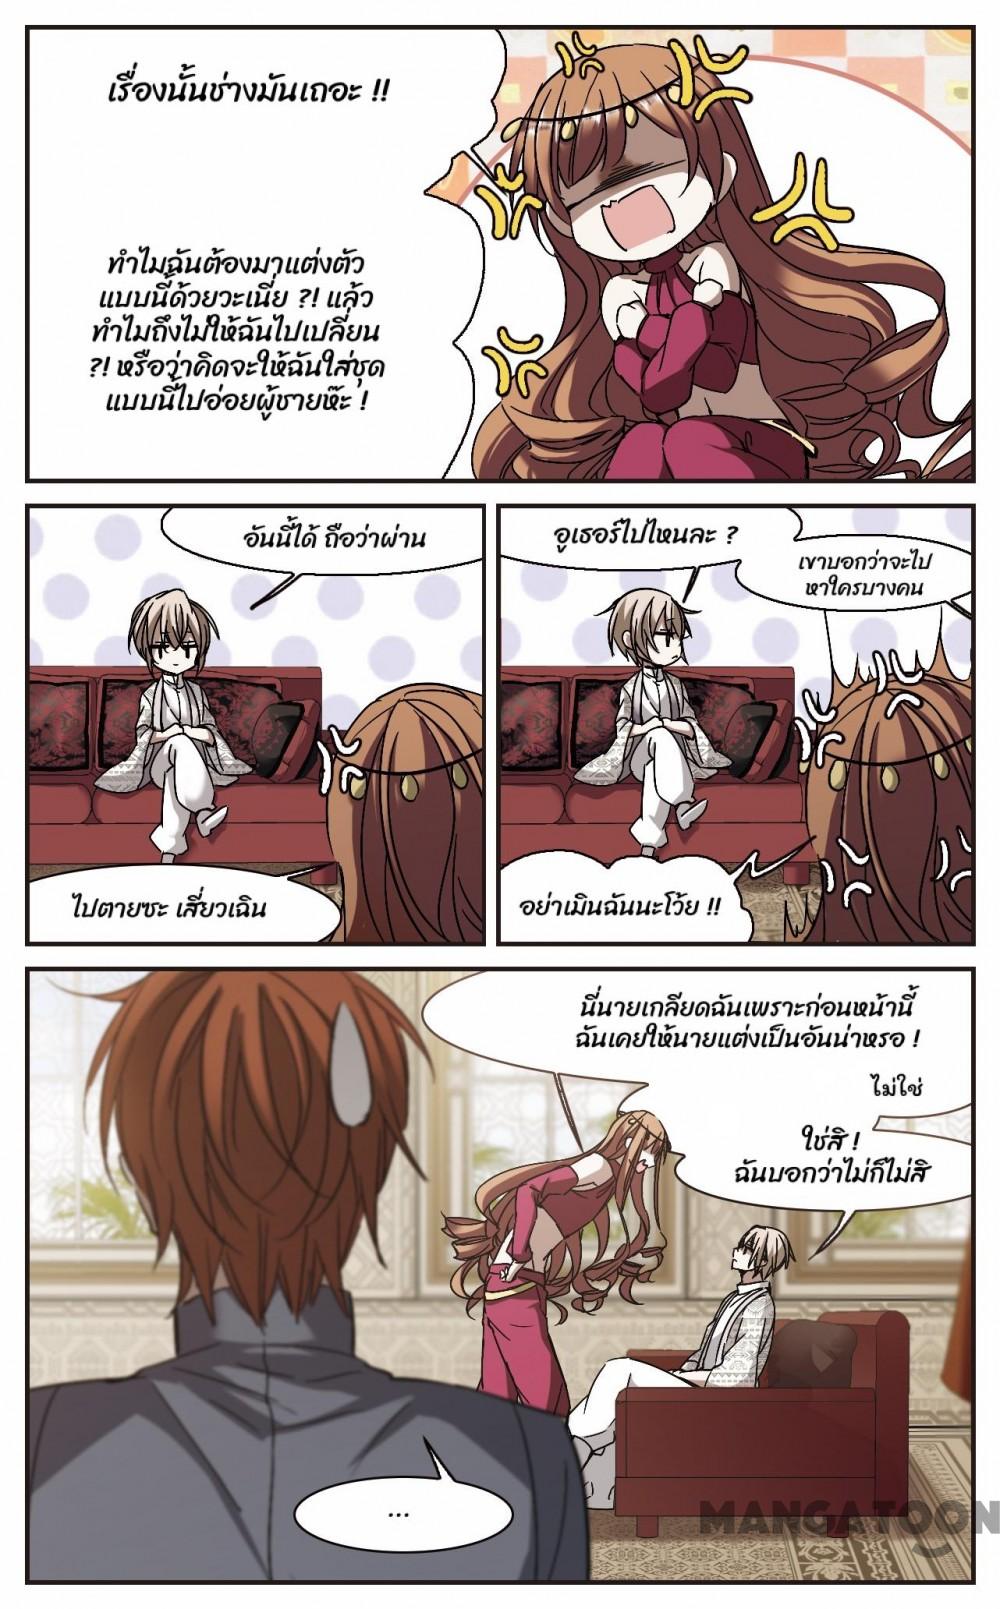 เรื่องนั้นช่างมันเถอะ !!
ทำไมฉันต้องมาแต่งตัว
แบบนี้ด้วยวะเนี่ย ?! แล้ว
ทำไมถึงไม่ให้ฉันไปเปลี่ยน
?! หรือว่าคิดจะให้ฉันใส่ชุด
แบบนี้ไปอ่อยผู้ชายห๊ะ !
อันนี้ได้ ถือว่าผ่าน
ไปตายซะ เสี่ยวเฉิน
อูเธอร์ไปไหนละ ?
เขาบอกว่าจะไป
หาใครบางคน
อย่าเมินฉันนะโว้ย !!
นี่นายเกลียดฉันเพราะก่อนหน้านี้
ฉันเคยให้นายแต่งเป็นอันน่าหรอ !
ไม่ใช่
ใช่สิ !
ฉันบอกว่าไม่ก็ไม่สิ
...
MANGATOON